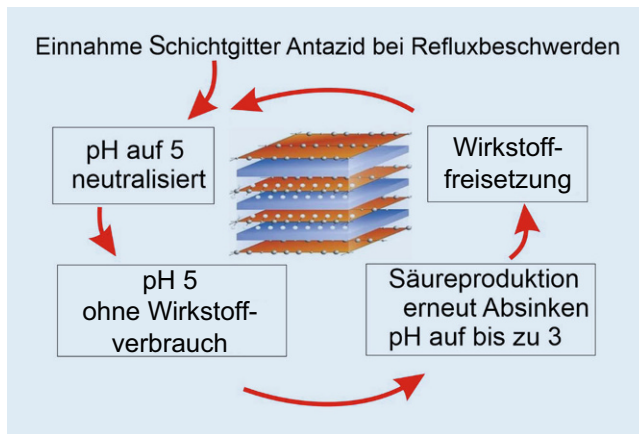 Einnahme Schichtgitter Antazid bei Refluxbeschwerden
pH auf 5
neutralisiert
pH 5
ohne Wirkstoff-
verbrauch
Säureproduktion
erneut Absinken
pH auf bis zu 3
Wirkstoff-
freisetzung